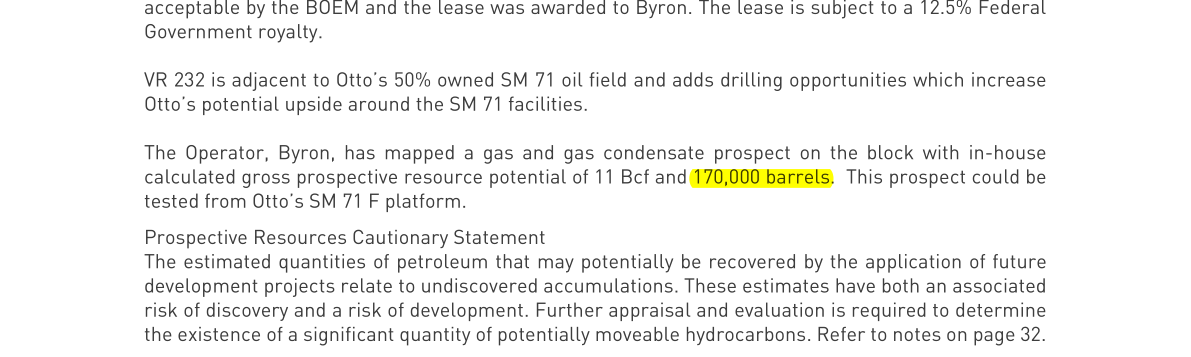 acceptable by the BOEM and the lease was awarded to Byron. The lease is subject to a 12.5% Federal
Government royalty.
VR 232 is adjacent to Otto's 50% owned SM 71 oil field and adds drilling opportunities which increase
Otto's potential upside around the SM 71 facilities.
The Operator, Byron, has mapped a gas and gas condensate prospect on the block with in-house
calculated gross prospective resource potential of 11 Bcf and 170,000 barrels. This prospect could be
tested from Otto's SM 71 F platform.
Prospective Resources Cautionary Statement
The estimated quantities of petroleum that may potentially be recovered by the application of future
development projects relate to undiscovered accumulations. These estimates have both an associated
risk of discovery and a risk of development. Further appraisal and evaluation is required to determine
the existence of a significant quantity of potentially moveable hydrocarbons. Refer to notes on page 32.